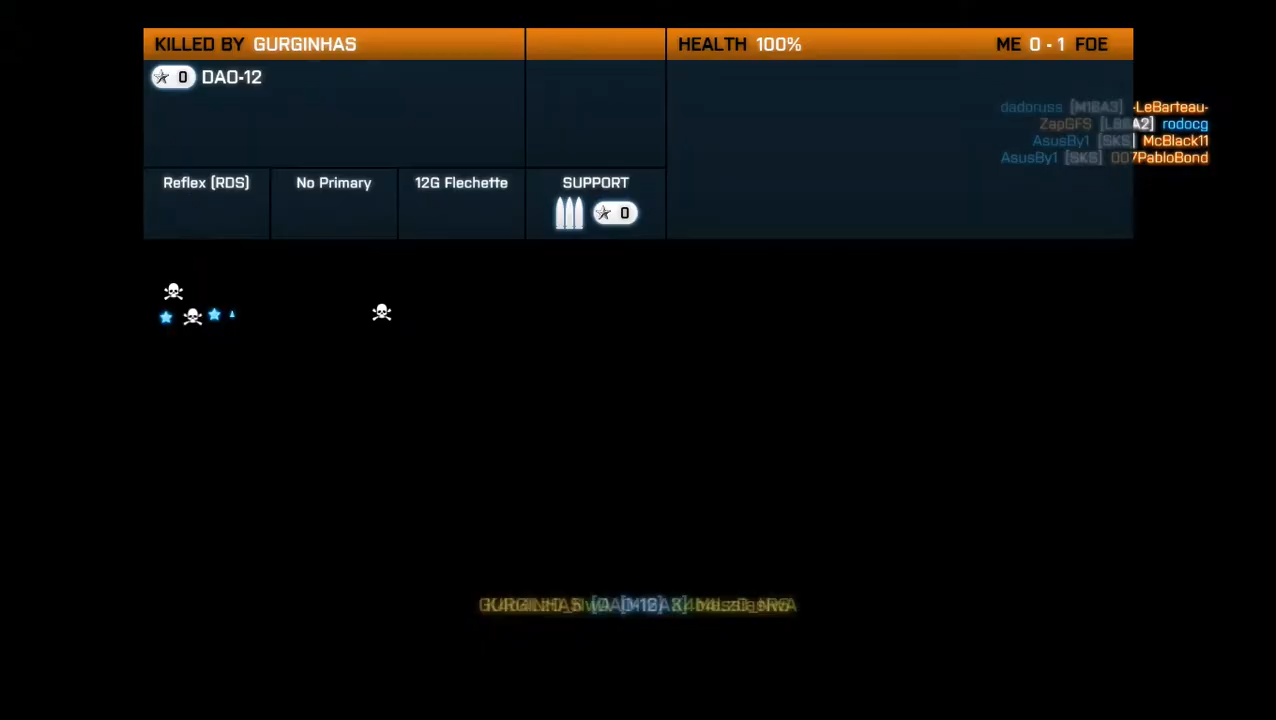 KILLED BY GURGINHAS
HEALTH 100%
ME 0 - 1 FOE
0 DAO-12
dadoruss [M16A3] -LeBarteau-
ZapGFS [L86A2] rodocg
AsusBy1 [SKS] McBlack11
AsusBy1 [SKS] 007PabloBond
Reflex (RDS)
No Primary
12G Flechette
SUPPORT
0